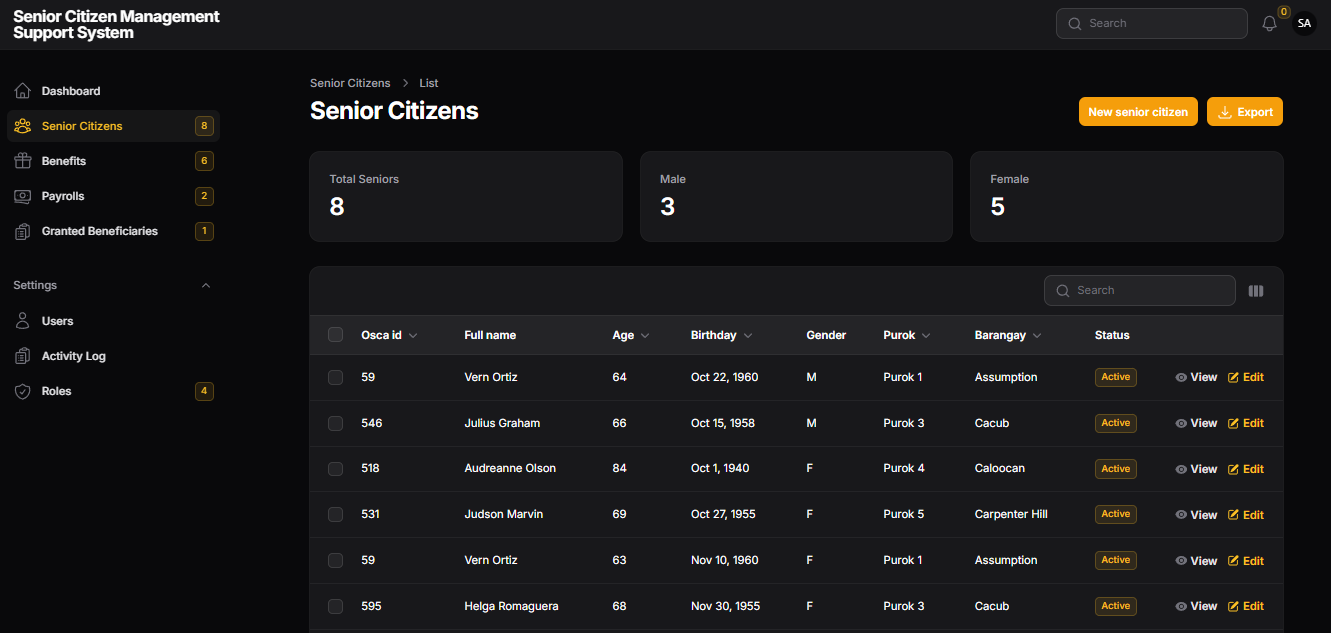 Senior Citizen Management
Support System
Search
0
SA
Dashboard
Senior Citizens 8
Benefits 6
Payrolls 2
Granted Beneficiaries 1
Settings
Users
Activity Log
Roles 4
Senior Citizens > List
Senior Citizens
New senior citizen
Export
Total Seniors
8
Male
3
Female
5
Search
Osca id Full name Age Birthday Gender Purok Barangay Status
59 Vern Ortiz 64 Oct 22, 1960 M Purok 1 Assumption Active View Edit
546 Julius Graham 66 Oct 15, 1958 M Purok 3 Cacub Active View Edit
518 Audreanne Olson 84 Oct 1, 1940 F Purok 4 Caloocan Active View Edit
531 Judson Marvin 69 Oct 27, 1955 F Purok 5 Carpenter Hill Active View Edit
59 Vern Ortiz 63 Nov 10, 1960 F Purok 1 Assumption Active View Edit
595 Helga Romaguera 68 Nov 30, 1955 F Purok 3 Cacub Active View Edit